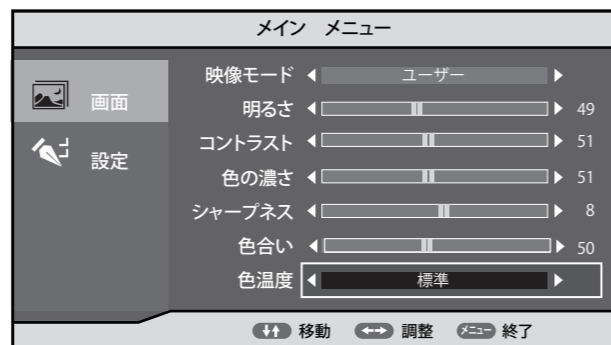 メイン メニュー
画面
設定
映像モード ユーザー
明るさ 49
コントラスト 51
色の濃さ 51
シャープネス 8
色合い 50
色温度 標準
移動 調整 メニュー 終了